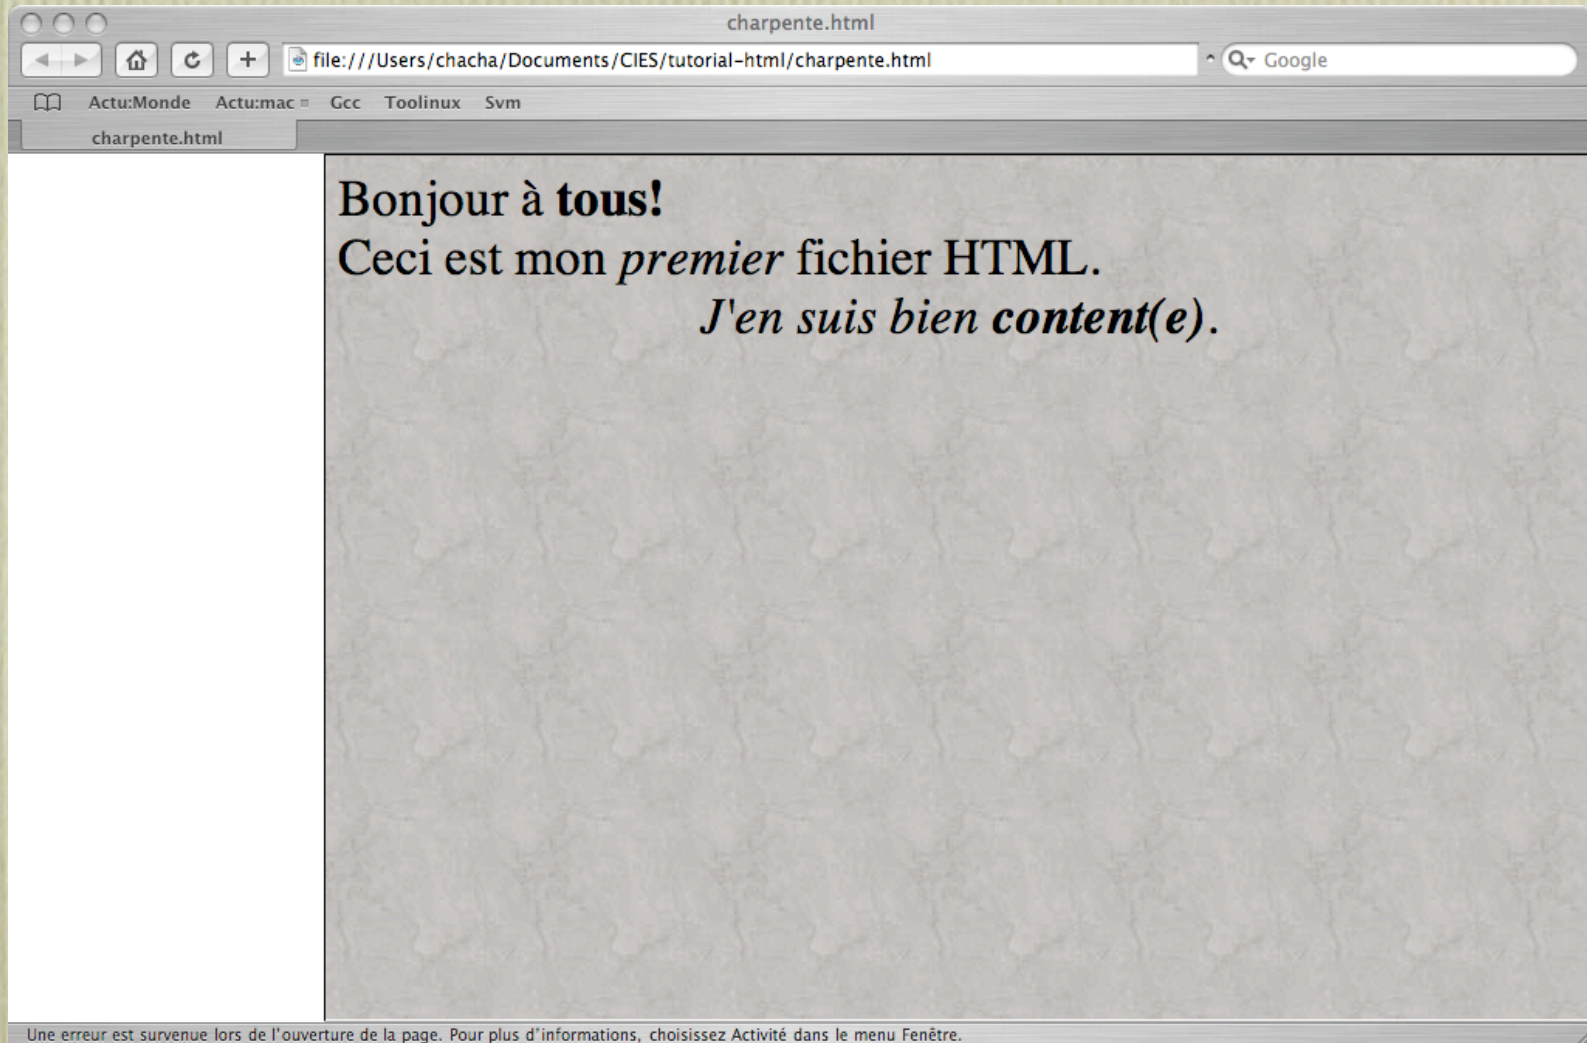 charpente.html
file:///Users/chacha/Documents/CIES/tutorial-html/charpente.html
Google
Actu:Monde Actu:mac Gcc Toolinux Svm
charpente.html
Bonjour à tous!
Ceci est mon premier fichier HTML.
J'en suis bien content(e).
Une erreur est survenue lors de l'ouverture de la page. Pour plus d'informations, choisissez Activité dans le menu Fenêtre.